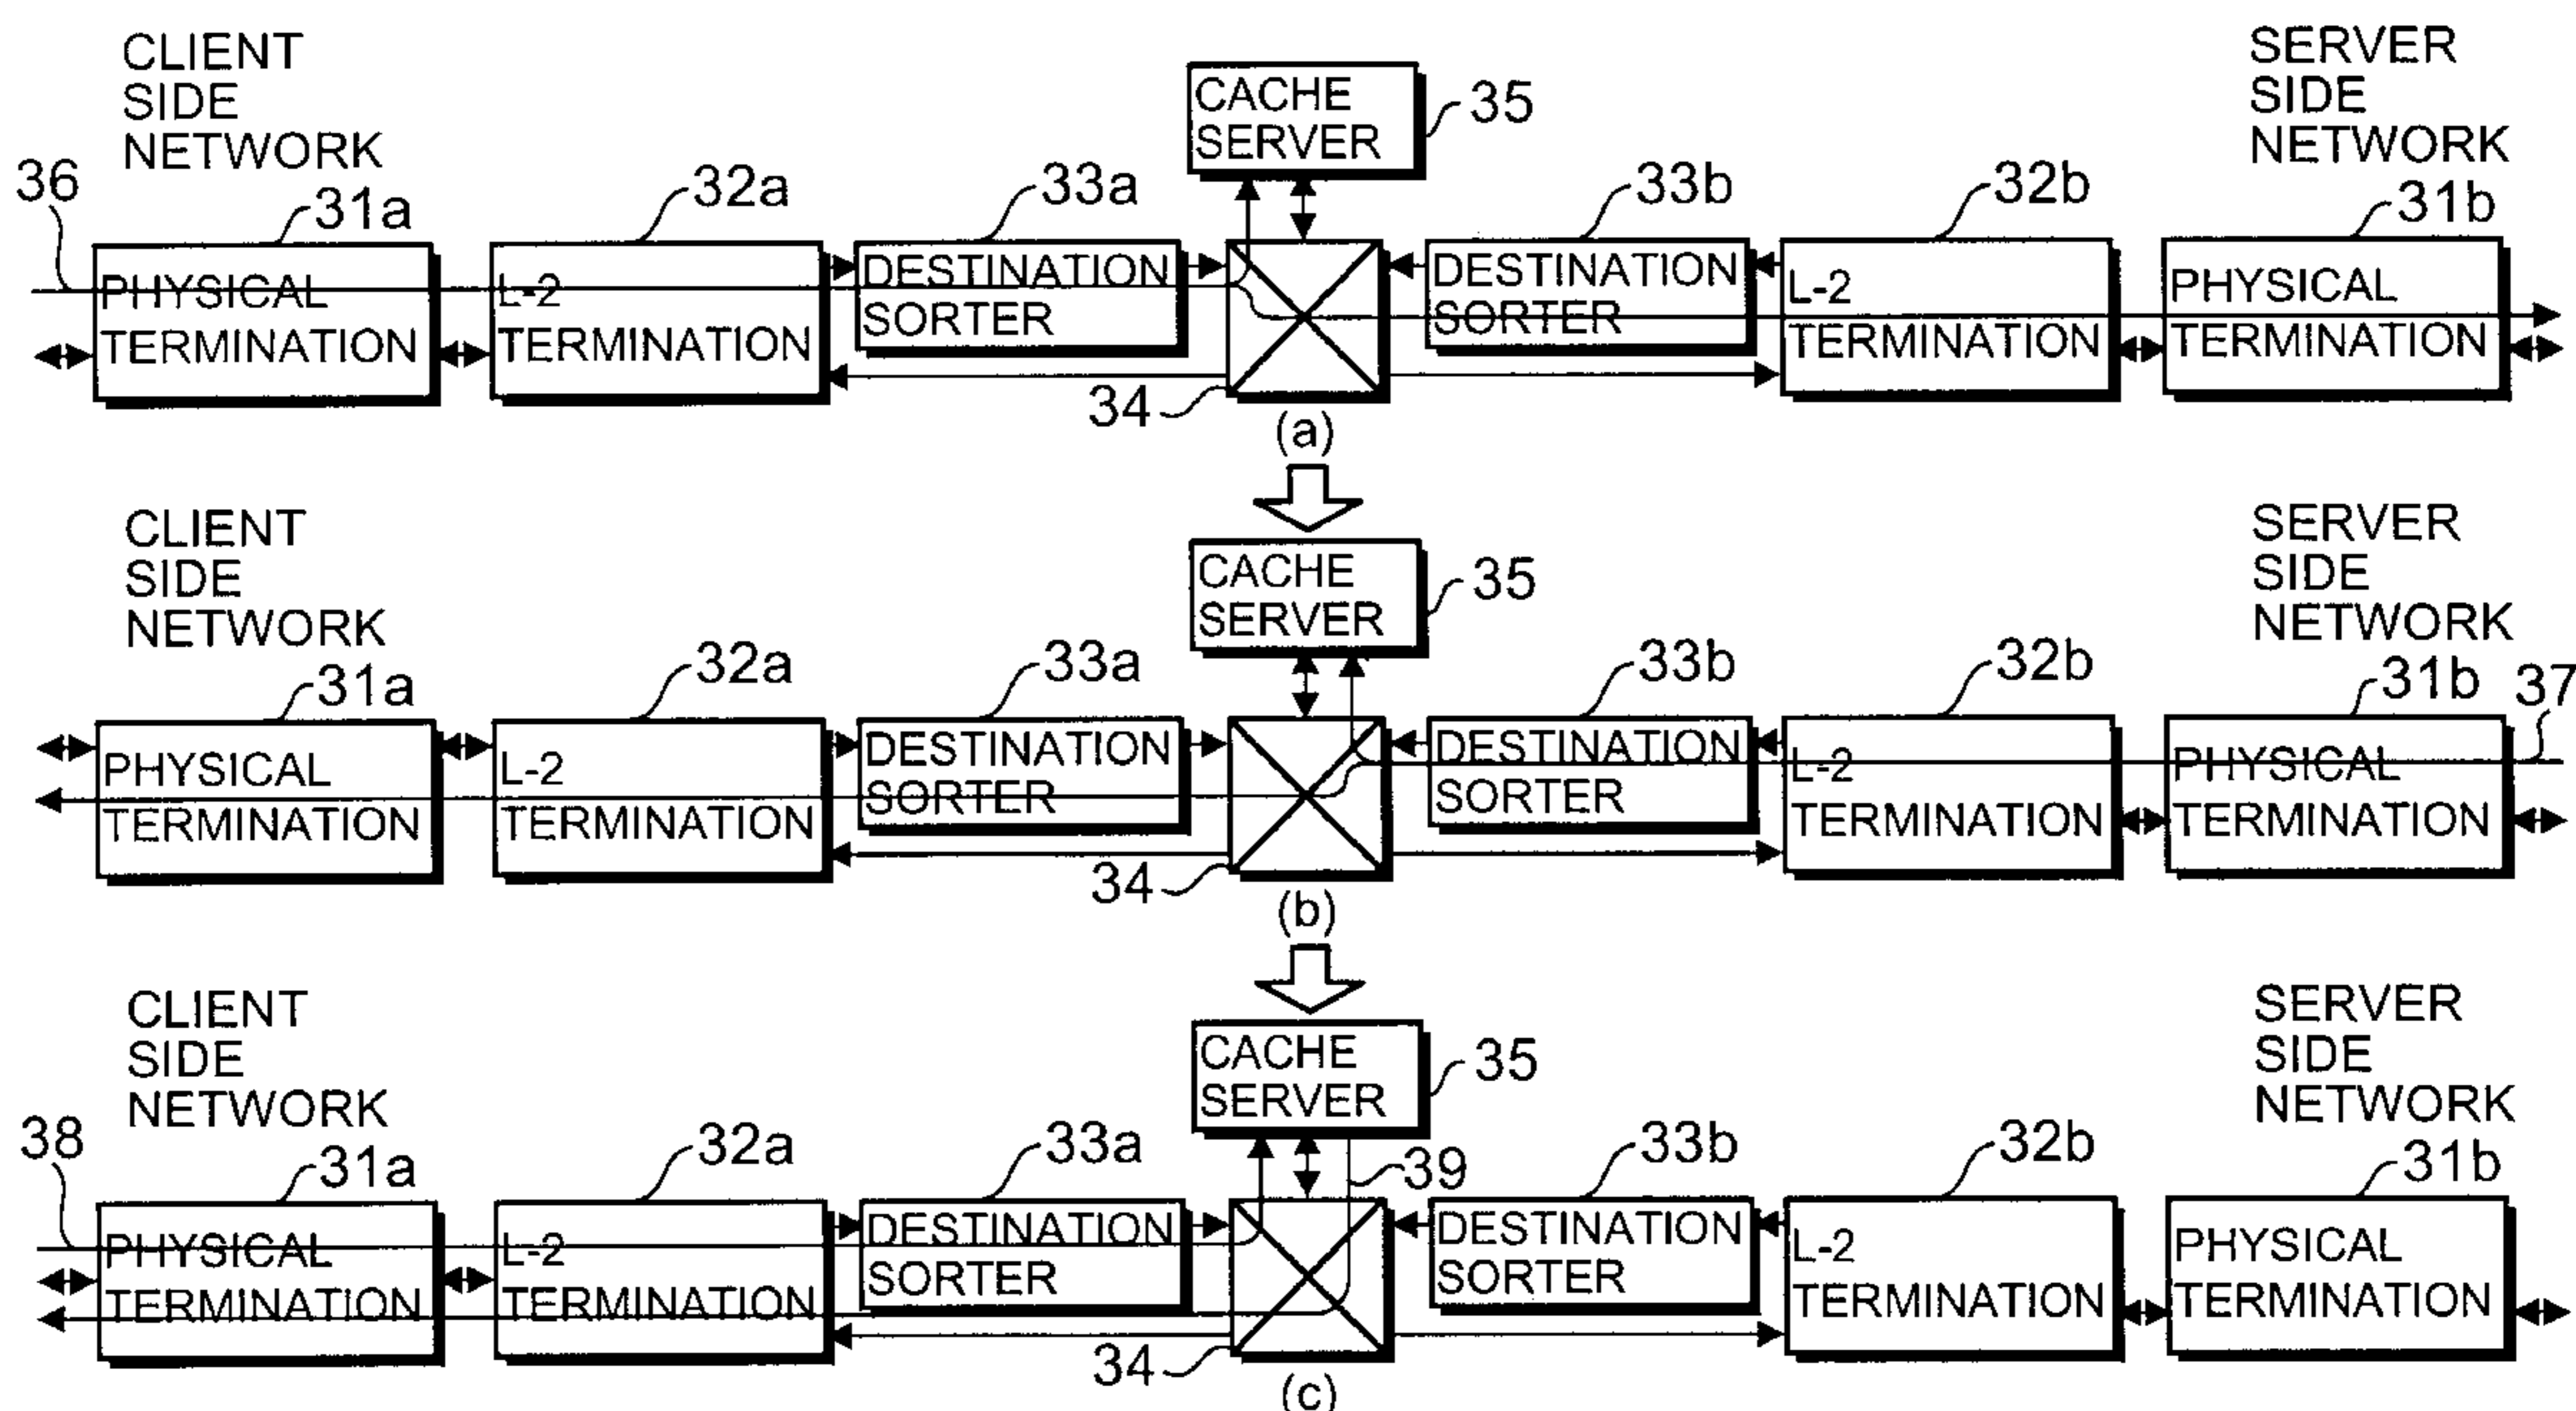 CLIENT
SIDE
NETWORK
SERVER
SIDE
NETWORK
CACHE
SERVER
35
36
31a
32a
33a
33b
32b
31b
PHYSICAL
TERMINATION
L-2
TERMINATION
DESTINATION
SORTER
DESTINATION
SORTER
L-2
TERMINATION
PHYSICAL
TERMINATION
34
(a)
CLIENT
SIDE
NETWORK
SERVER
SIDE
NETWORK
CACHE
SERVER
35
31a
32a
33a
33b
32b
31b
37
PHYSICAL
TERMINATION
L-2
TERMINATION
DESTINATION
SORTER
DESTINATION
SORTER
L-2
TERMINATION
PHYSICAL
TERMINATION
34
(b)
CLIENT
SIDE
NETWORK
SERVER
SIDE
NETWORK
CACHE
SERVER
35
38
31a
32a
33a
39
33b
32b
31b
PHYSICAL
TERMINATION
L-2
TERMINATION
DESTINATION
SORTER
DESTINATION
SORTER
L-2
TERMINATION
PHYSICAL
TERMINATION
34
(c)